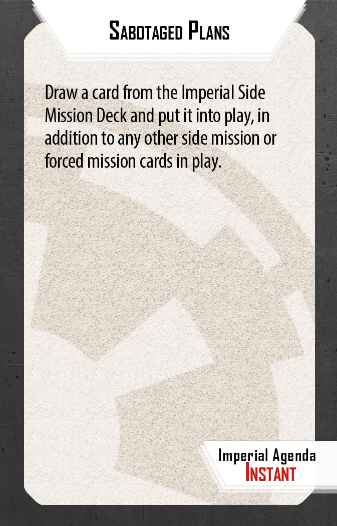 Sabotaged Plans
Draw a card from the Imperial Side
Mission Deck and put it into play, in
addition to any other side mission or
forced mission cards in play.
Imperial Agenda
Instant